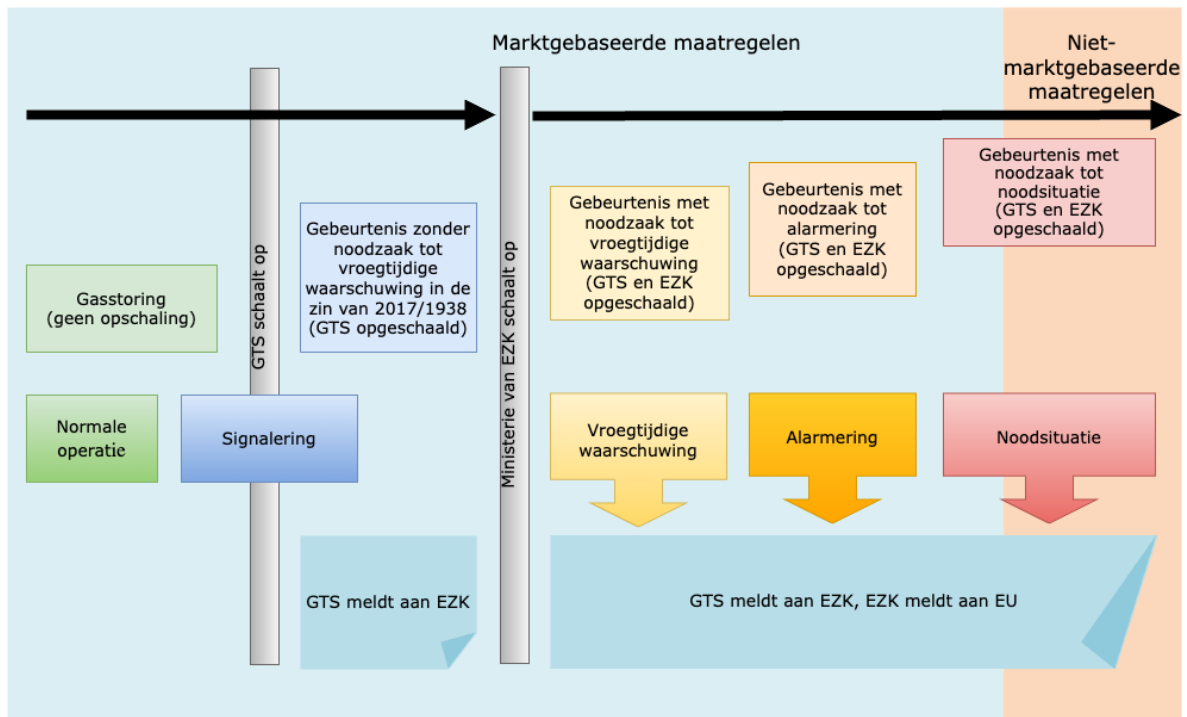 Marktgebaseerde maatregelen
Niet-
marktgebaseerde
maatregelen
Gasstoring
(geen opschaling)
GTS schaalt op
Gebeurtenis zonder
noodzaak tot
vroegtijdige
waarschuwing in de
zin van 2017/1938
(GTS opgeschaald)
Ministerie van EZK schaalt op
Gebeurtenis met
noodzaak tot
vroegtijdige
waarschuwing
(GTS en EZK
opgeschaald)
Gebeurtenis met
noodzaak tot
alarmering
(GTS en EZK
opgeschaald)
Gebeurtenis met
noodzaak tot
noodsituatie
(GTS en EZK
opgeschaald)
Normale
operatie
Signalering
Vroegtijdige
waarschuwing
Alarmering
Noodsituatie
GTS meldt aan EZK
GTS meldt aan EZK, EZK meldt aan EU